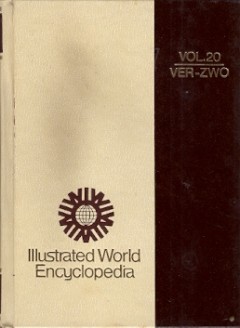 VOL.20
VER-ZWO
Illustrated World
Encyclopedia